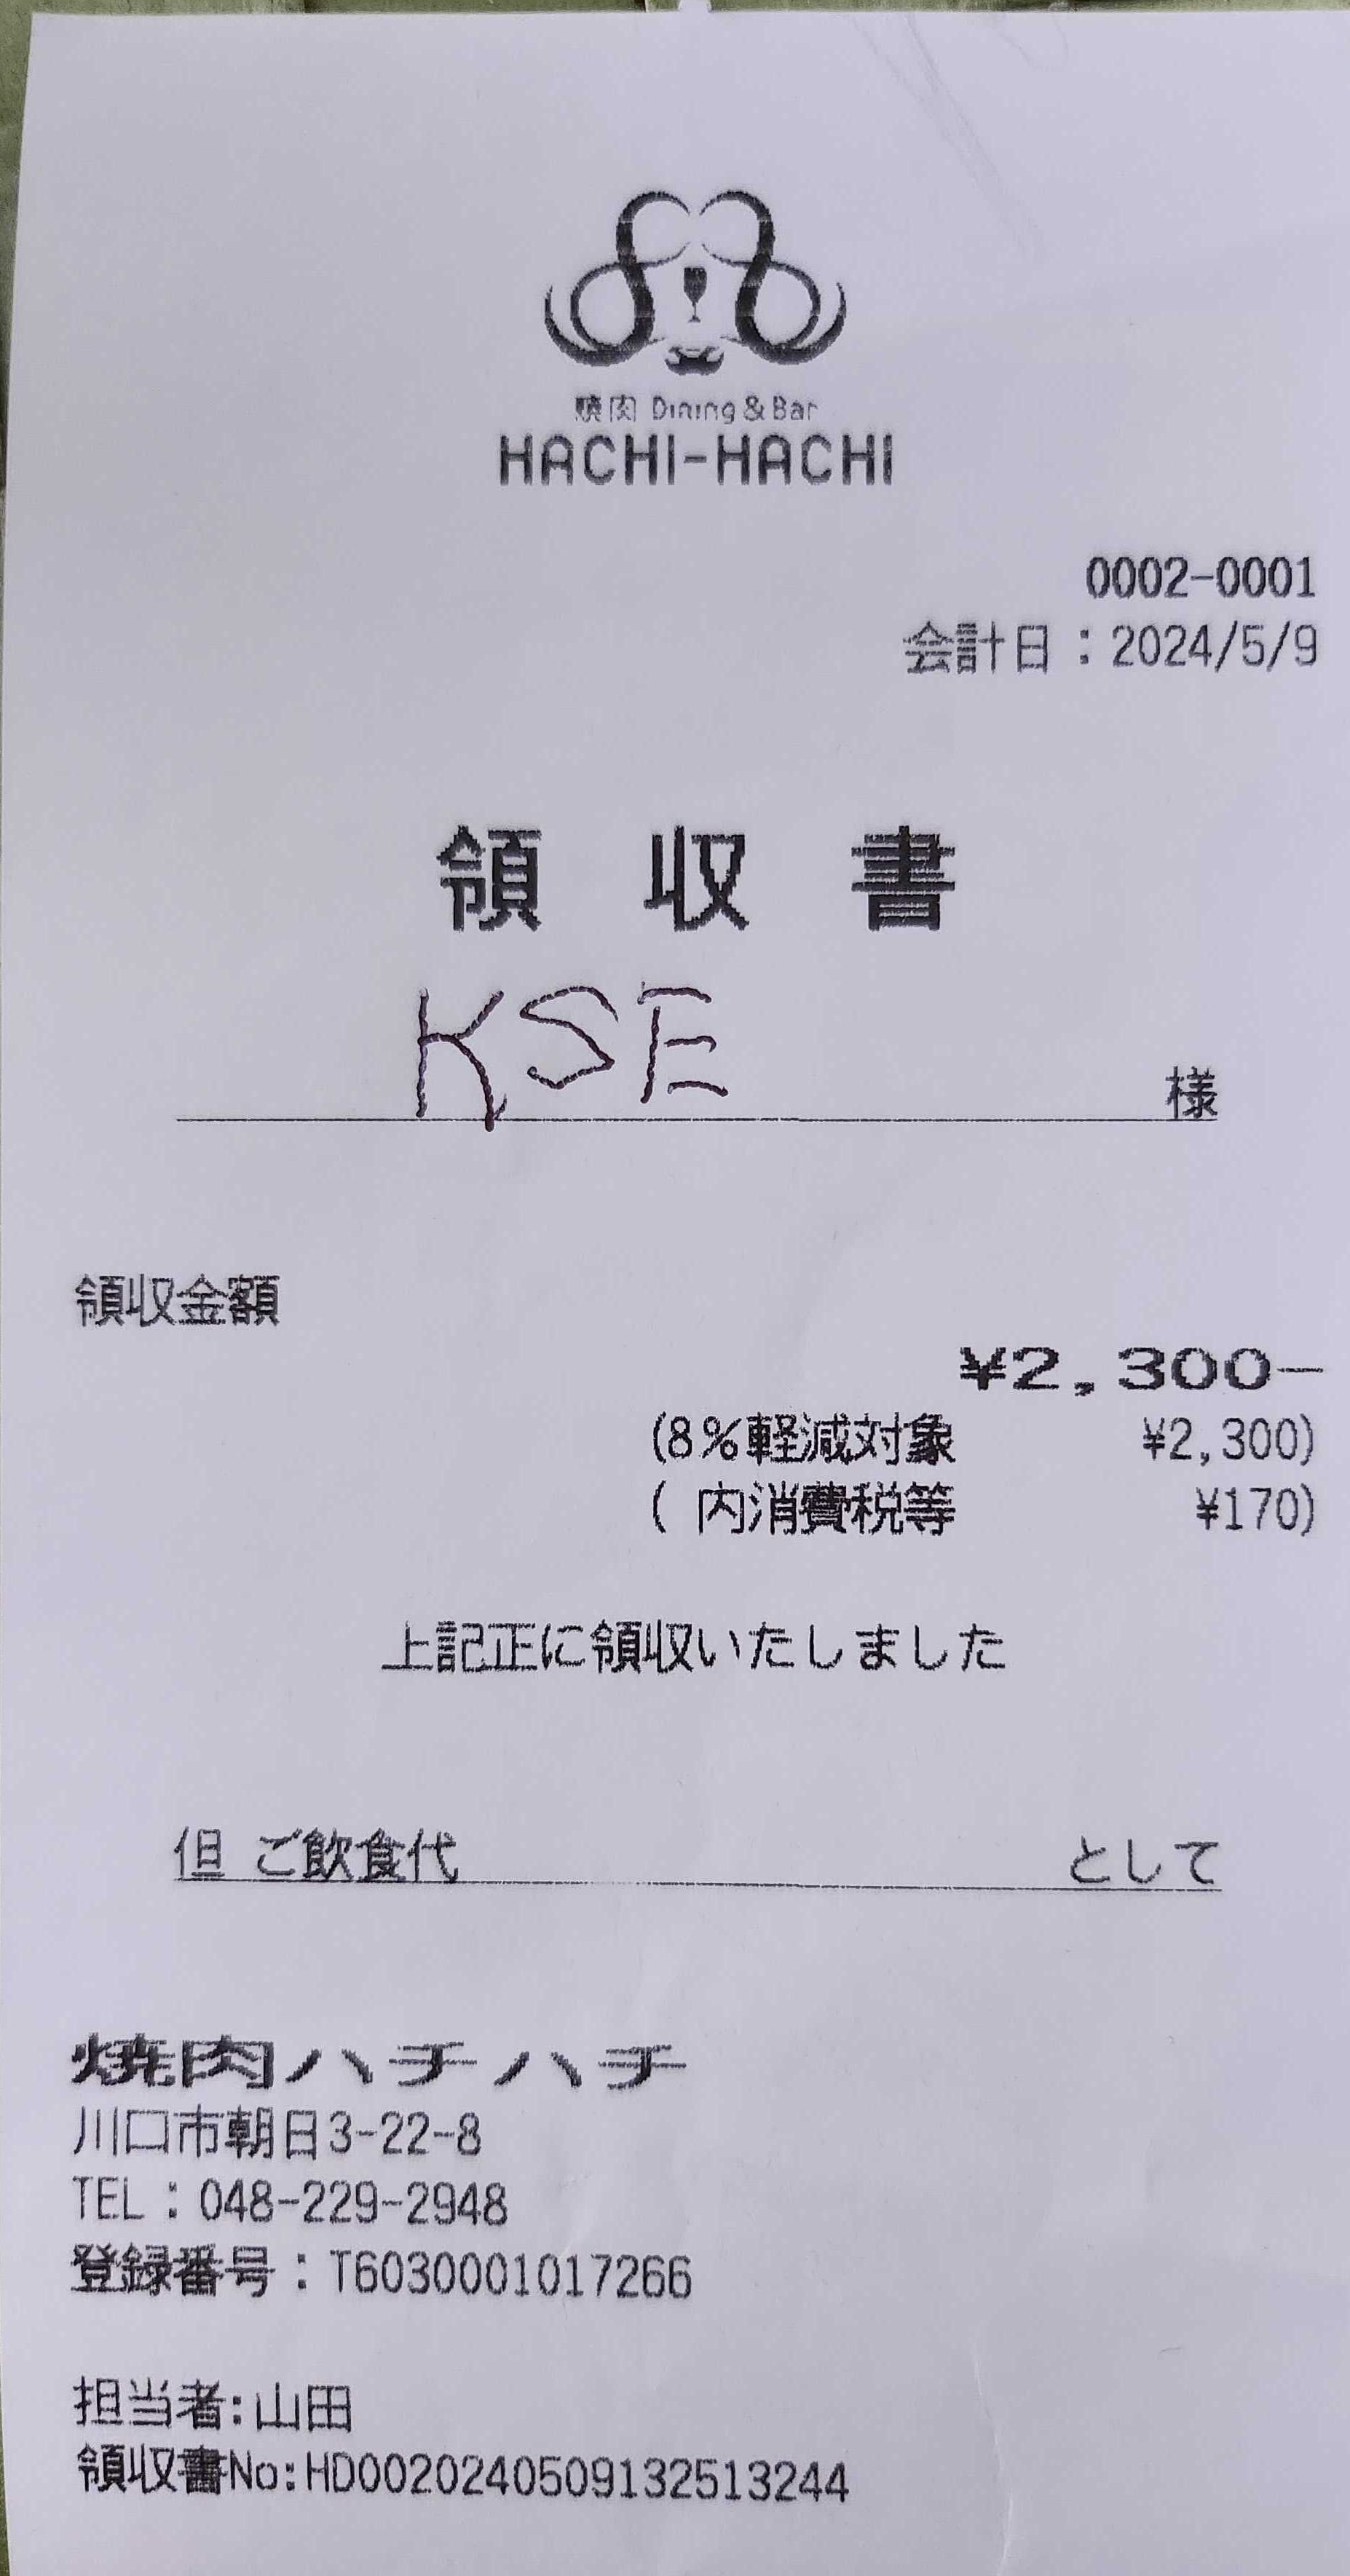 焼肉 Dining & Bar
HACHI-HACHI
0002-0001
会計日：2024/5/9
領 収 書
KSE 様
領収金額
¥2,300-
(8%軽減対象 ¥2,300)
( 内消費税等 ¥170)
上記正に領収いたしました
但 ご飲食代 として
焼肉ハチハチ
川口市朝日3-22-8
TEL：048-229-2948
登録番号：T6030001017266
担当者:山田
領収書No:HD0020240509132513244